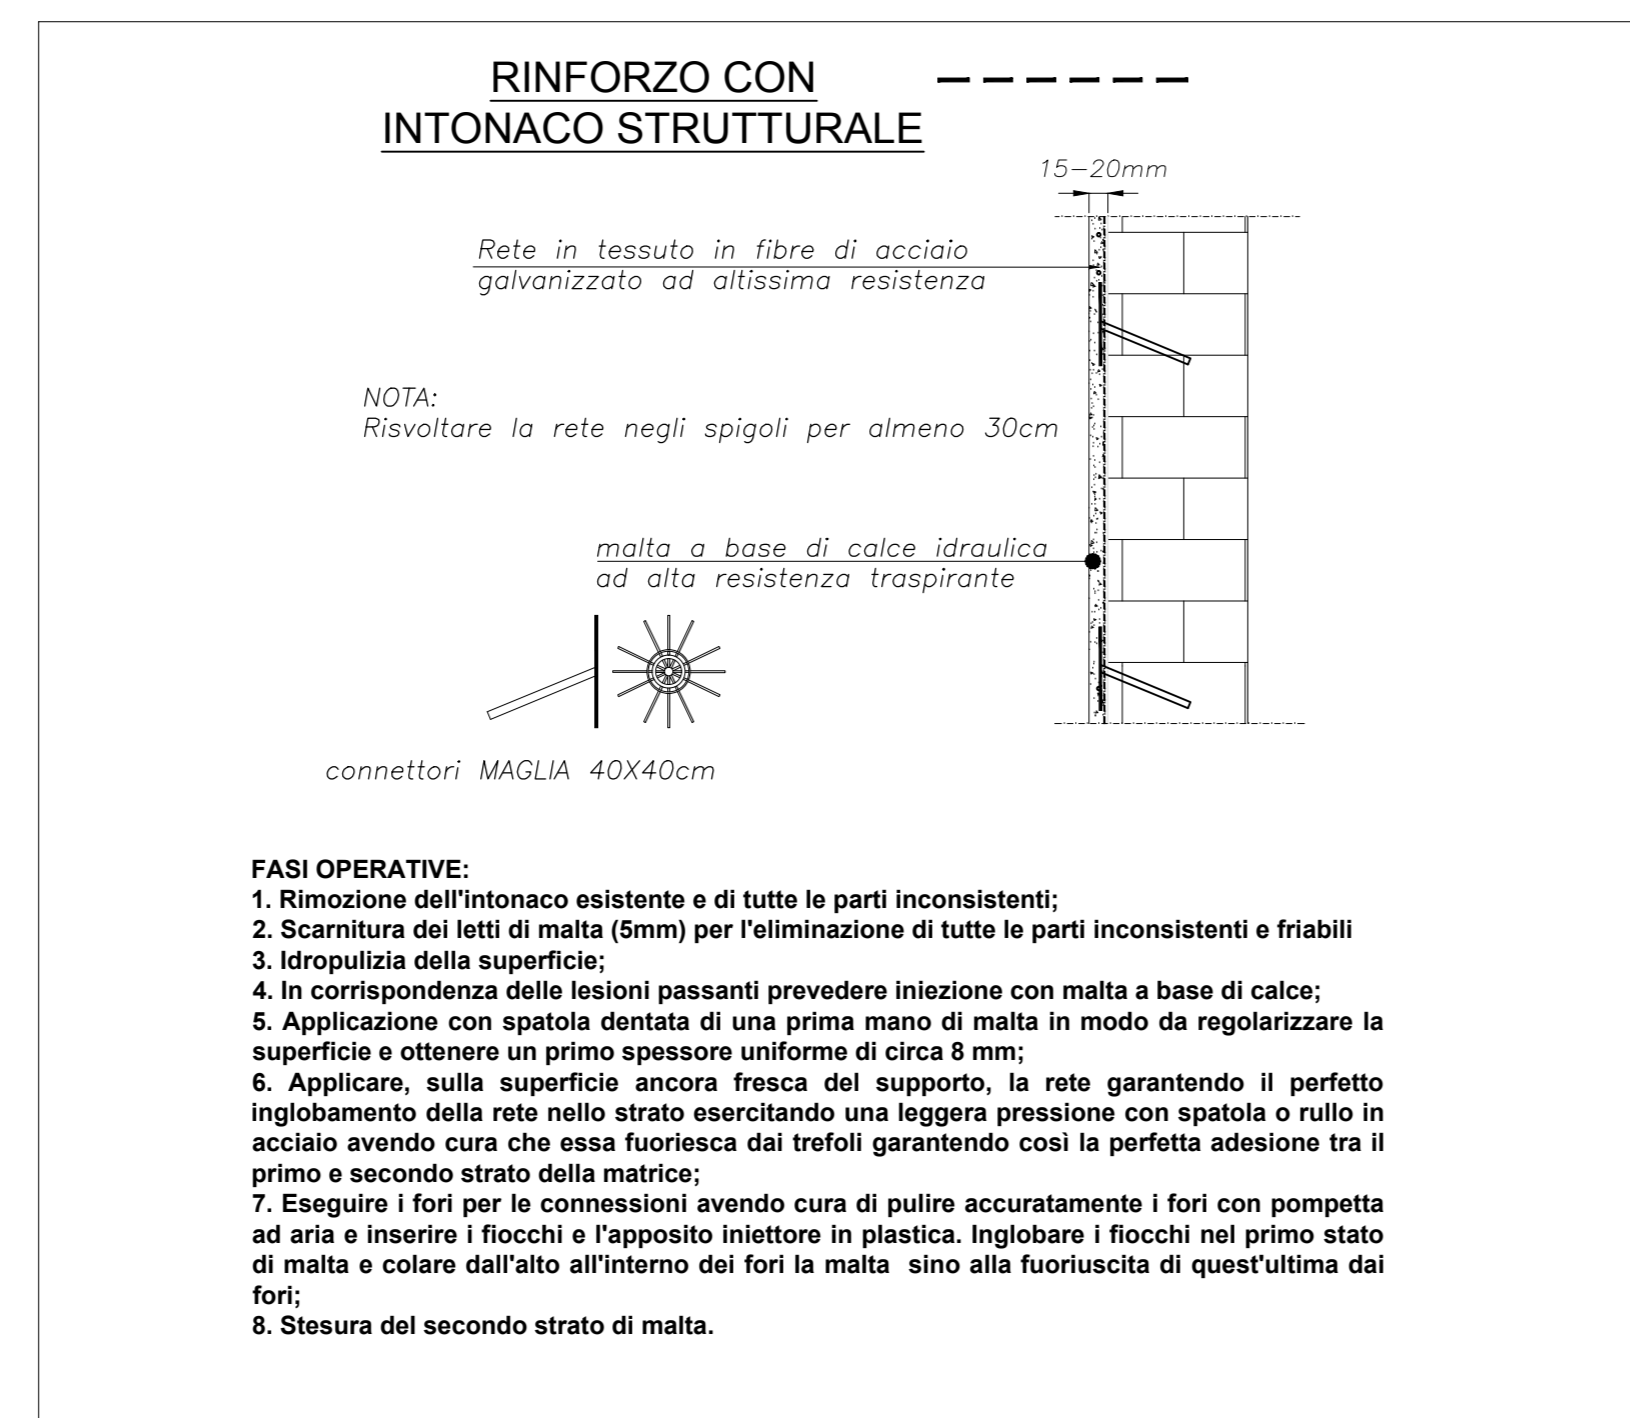 RINFORZO CON
INTONACO STRUTTURALE
15-20mm
Rete in tessuto in fibre di acciaio
galvanizzato ad altissima resistenza
NOTA:
Risvoltare la rete negli spigoli per almeno 30cm
malta a base di calce idraulica
ad alta resistenza traspirante
connettori MAGLIA 40X40cm
FASI OPERATIVE:
1. Rimozione dell'intonaco esistente e di tutte le parti inconsistenti;
2. Scarnitura dei letti di malta (5mm) per l'eliminazione di tutte le parti inconsistenti e friabili
3. Idropulizia della superficie;
4. In corrispondenza delle lesioni passanti prevedere iniezione con malta a base di calce;
5. Applicazione con spatola dentata di una prima mano di malta in modo da regolarizzare la
superficie e ottenere un primo spessore uniforme di circa 8 mm;
6. Applicare, sulla superficie ancora fresca del supporto, la rete garantendo il perfetto
inglobamento della rete nello strato esercitando una leggera pressione con spatola o rullo in
acciaio avendo cura che essa fuoriesca dai trefoli garantendo così la perfetta adesione tra il
primo e secondo strato della matrice;
7. Eseguire i fori per le connessioni avendo cura di pulire accuratamente i fori con pompetta
ad aria e inserire i fiocchi e l'apposito iniettore in plastica. Inglobare i fiocchi nel primo stato
di malta e colare dall'alto all'interno dei fori la malta  sino alla fuoriuscita di quest'ultima dai
fori;
8. Stesura del secondo strato di malta.